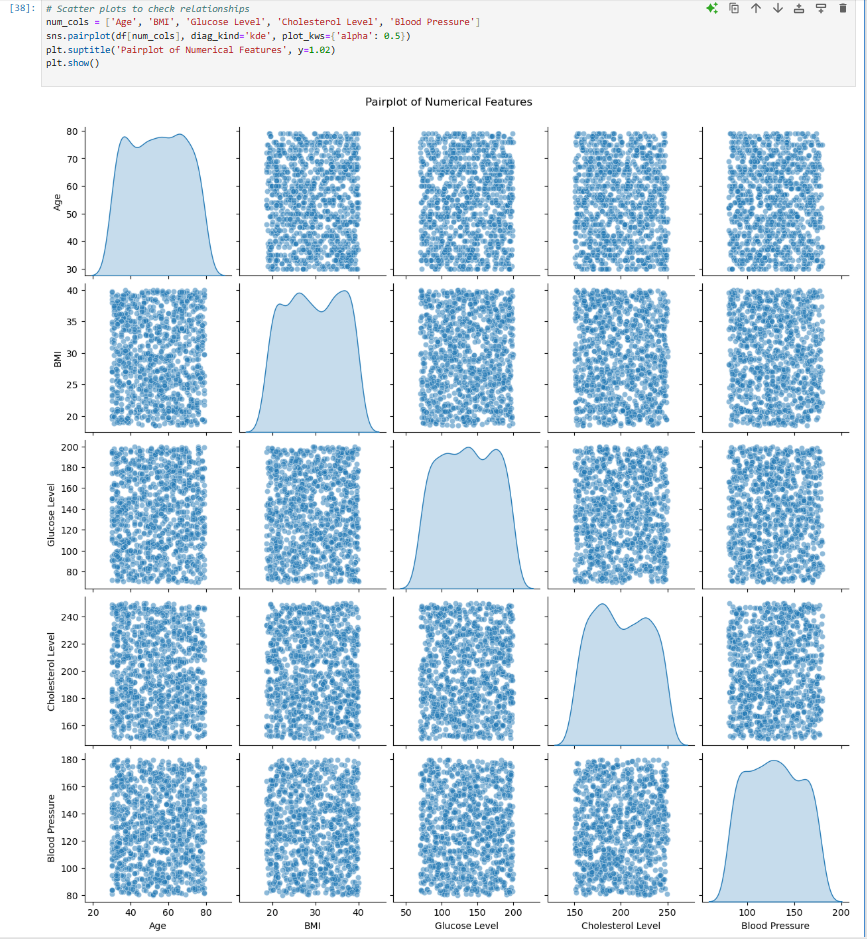 [38]:
# Scatter plots to check relationships
num_cols = ['Age', 'BMI', 'Glucose Level', 'Cholesterol Level', 'Blood Pressure']
sns.pairplot(df[num_cols], diag_kind='kde', plot_kws={'alpha': 0.5})
plt.suptitle('Pairplot of Numerical Features', y=1.02)
plt.show()
Pairplot of Numerical Features
80
70
60
50
40
30
Age
40
35
30
25
20
BMI
200
180
160
140
120
100
80
Glucose Level
240
220
200
180
160
Cholesterol Level
180
160
140
120
100
80
Blood Pressure
20 40 60 80
Age
20 30 40
BMI
50 100 150 200
Glucose Level
150 200 250
Cholesterol Level
100 150 200
Blood Pressure